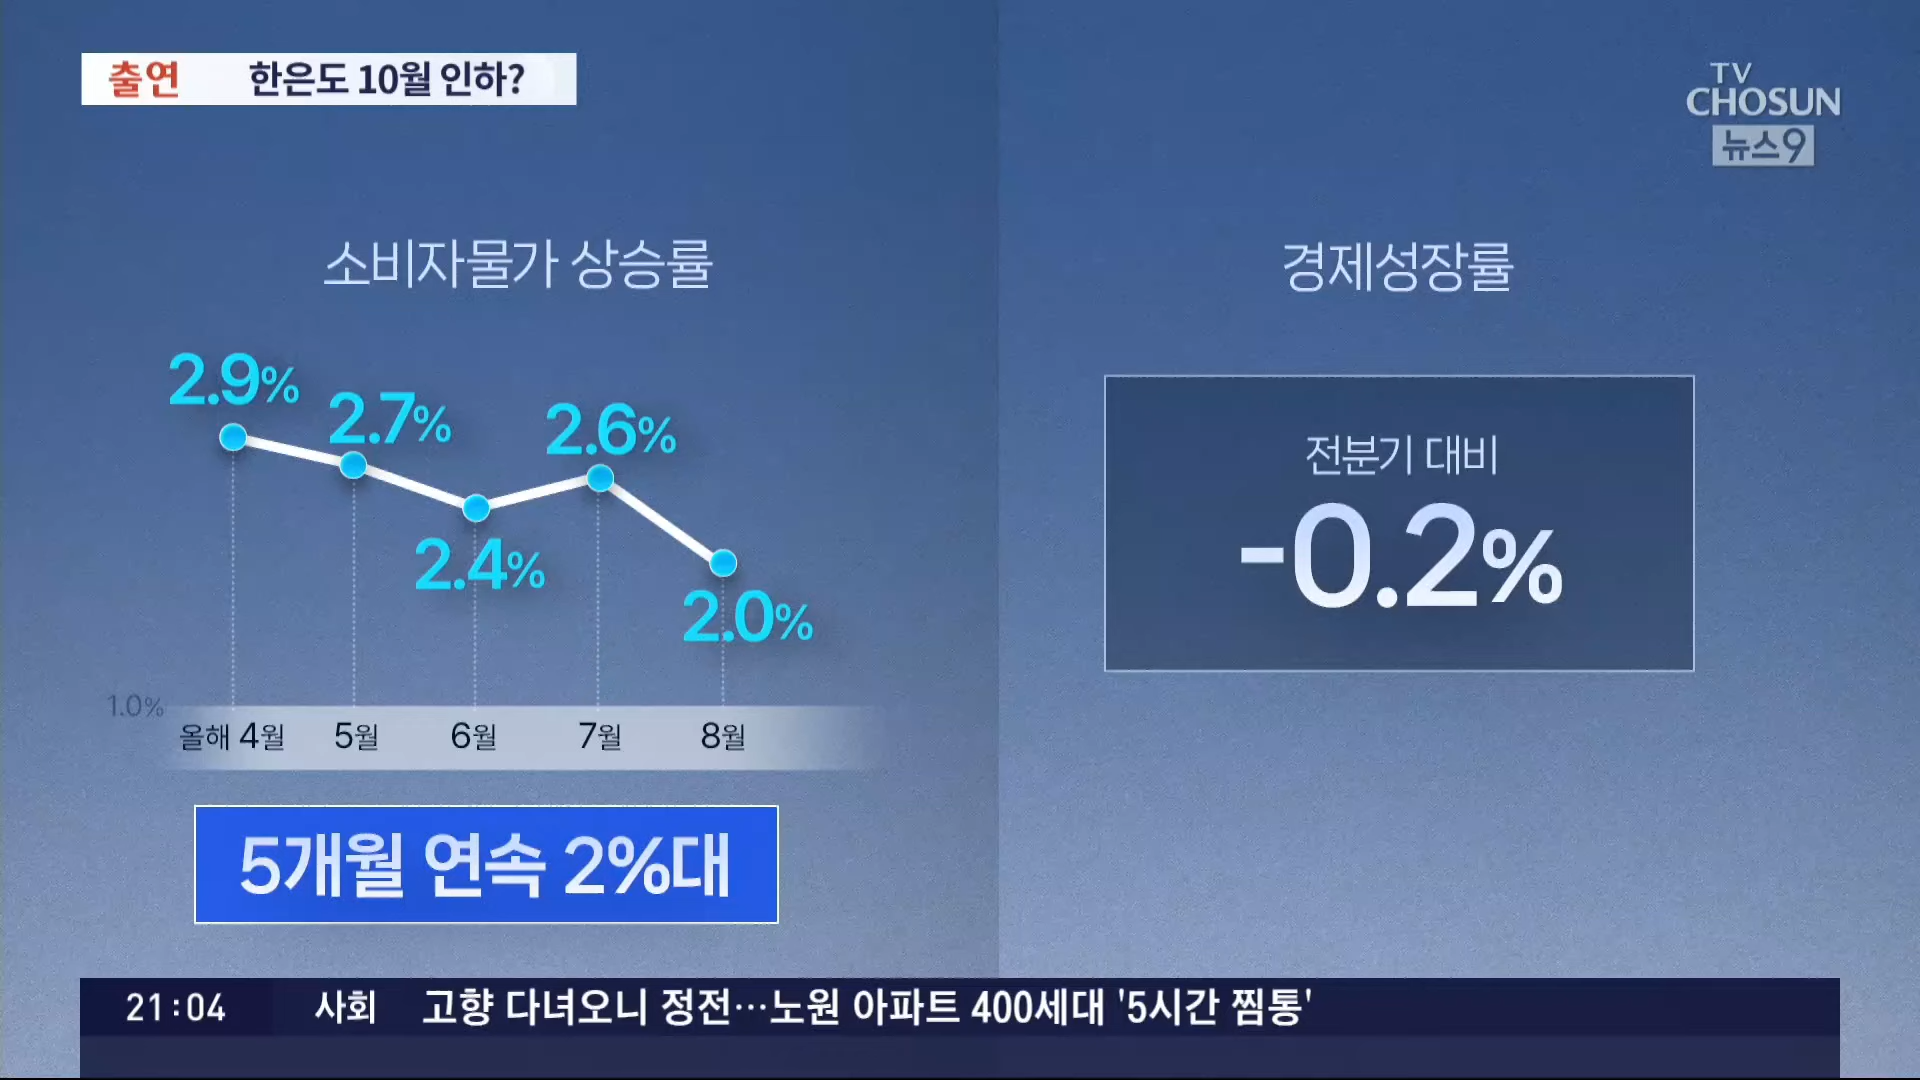 출연 한은도 10월 인하?
TV
CHOSUN
뉴스9
소비자물가 상승률
2.9%
2.7%
2.4%
2.6%
2.0%
1.0%
올해 4월 5월 6월 7월 8월
5개월 연속 2%대
경제성장률
전분기 대비
-0.2%
21:04 사회 고향 다녀오니 정전…노원 아파트 400세대 '5시간 찜통'